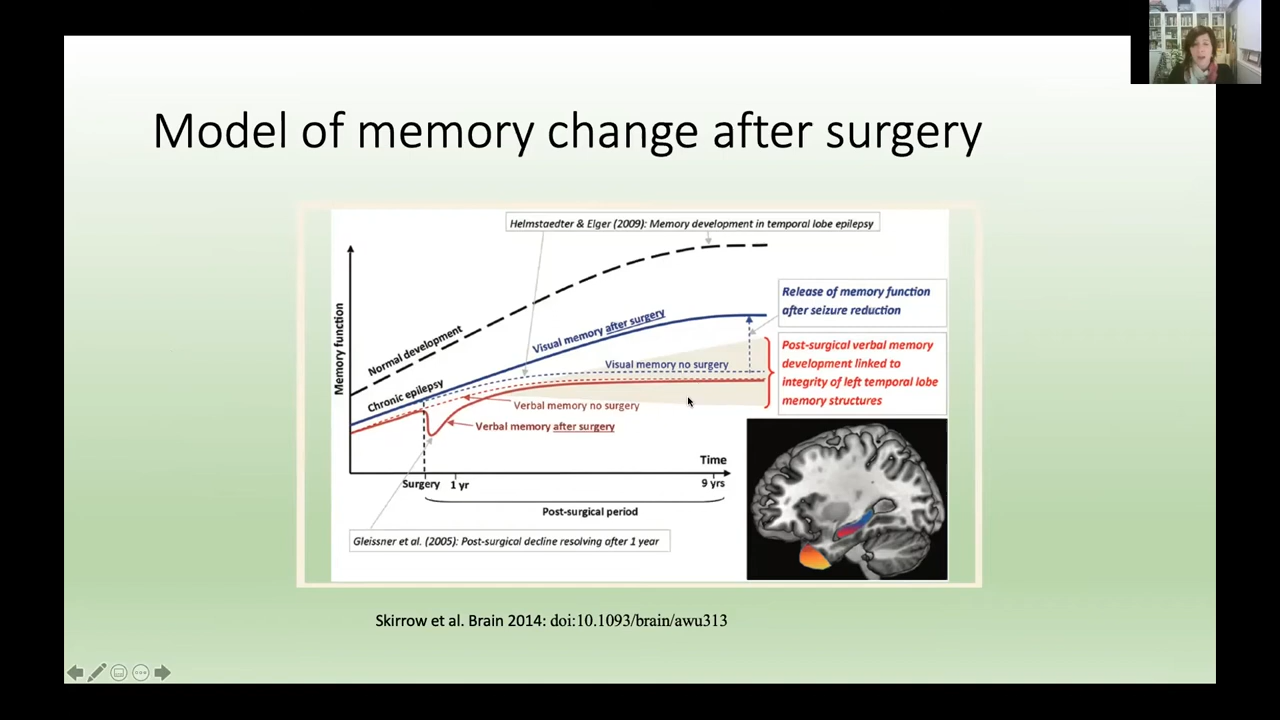 Model of memory change after surgery
Helmstaedter & Elger (2009): Memory development in temporal lobe epilepsy
Memory function
Normal development
Chronic epilepsy
Visual memory after surgery
Visual memory no surgery
Verbal memory no surgery
Verbal memory after surgery
Release of memory function
after seizure reduction
Post-surgical verbal memory
development linked to
integrity of left temporal lobe
memory structures
Time
Surgery
1 yr
9 yrs
Post-surgical period
Gleissner et al. (2005): Post-surgical decline resolving after 1 year
Skirrow et al. Brain 2014: doi:10.1093/brain/awu313